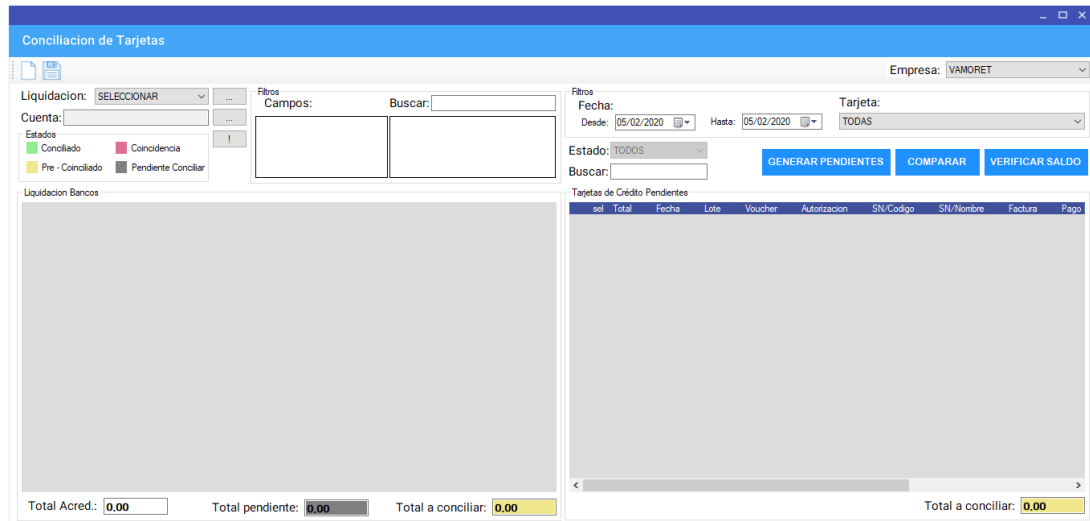 Conciliacion de Tarjetas
Empresa: VAMORET
Liquidacion: SELECCIONAR ...
Cuenta: ...
Estados
!
Conciliado Coincidencia
Pre - Coinciliado Pendiente Conciliar
Filtros
Campos: Buscar:
Filtros
Fecha: Tarjeta:
Desde: 05/02/2020 Hasta: 05/02/2020 TODAS
Estado: TODOS
Buscar:
GENERAR PENDIENTES COMPARAR VERIFICAR SALDO
Liquidacion Bancos
Tarjetas de Crédito Pendientes
sel Total Fecha Lote Voucher Autorizacion SN/Codigo SN/Nombre Factura Pago
Total Acred.: 0,00 Total pendiente: 0,00 Total a conciliar: 0,00
Total a conciliar: 0,00